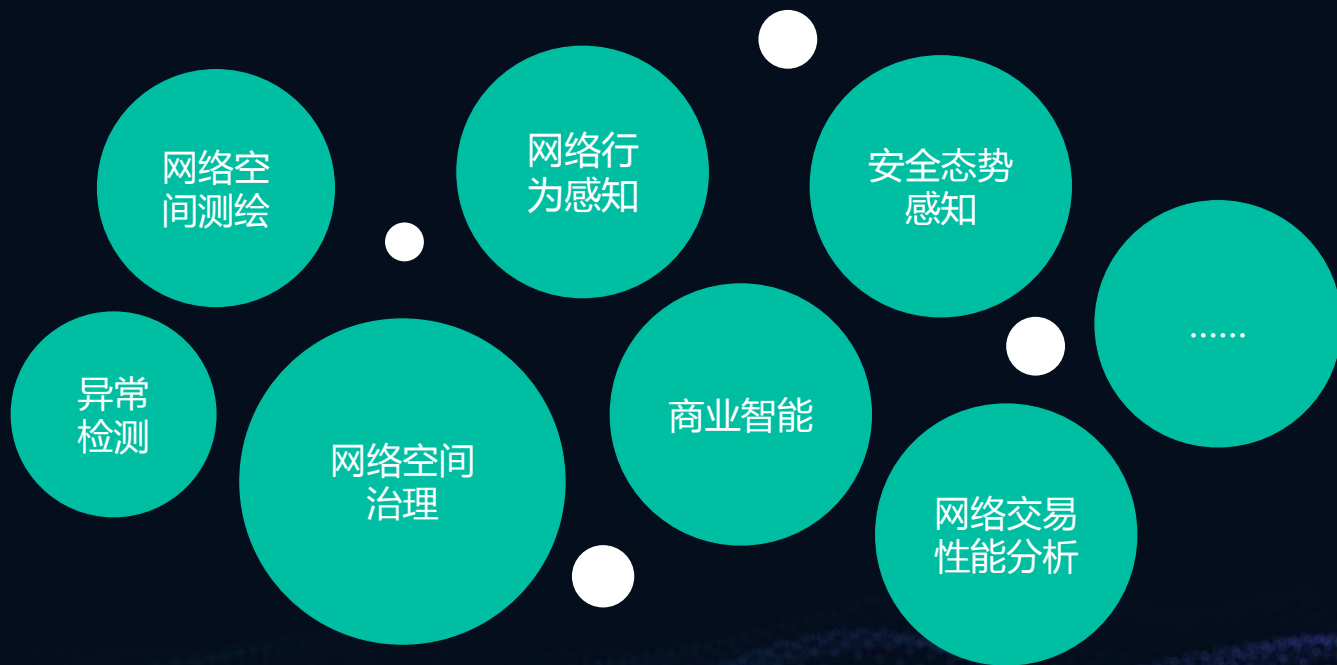 网络空
间测绘
网络行
为感知
安全态势
感知
......
异常
检测
网络空间
治理
商业智能
网络交易
性能分析